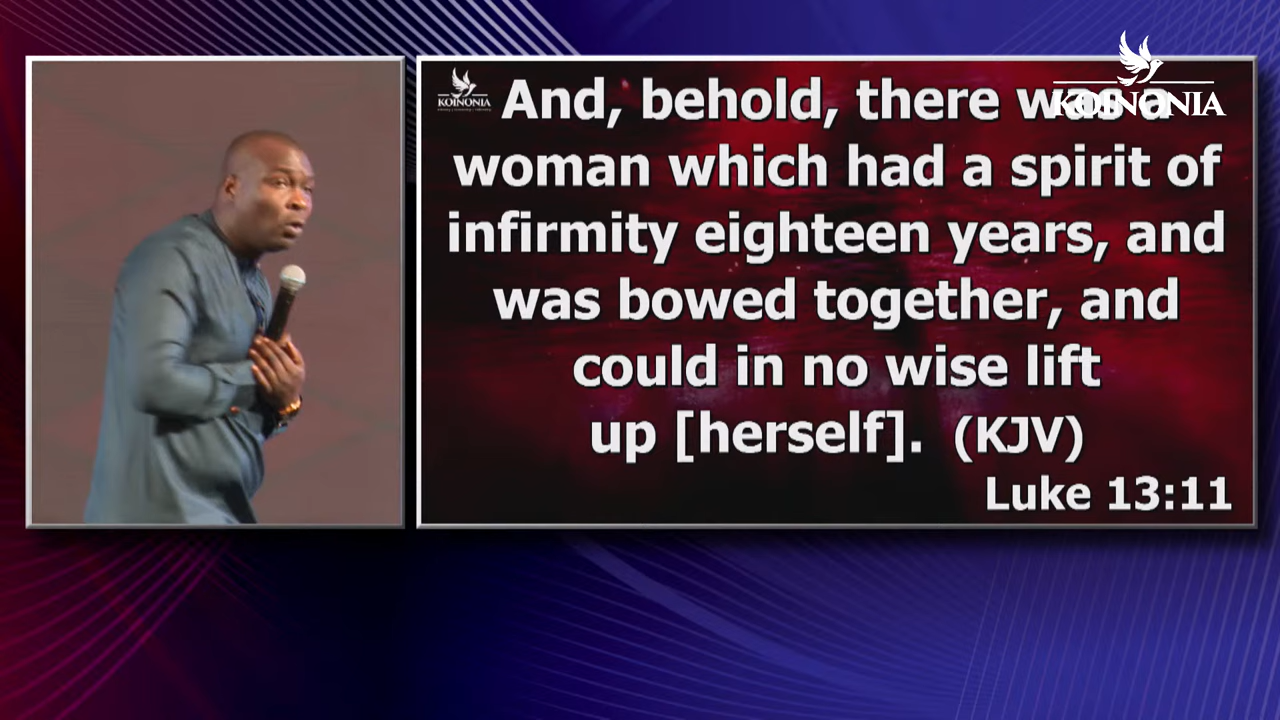 KOINONIA
KOINONIA
And, behold, there was a
woman which had a spirit of
infirmity eighteen years, and
was bowed together, and
could in no wise lift
up [herself]. (KJV)
Luke 13:11